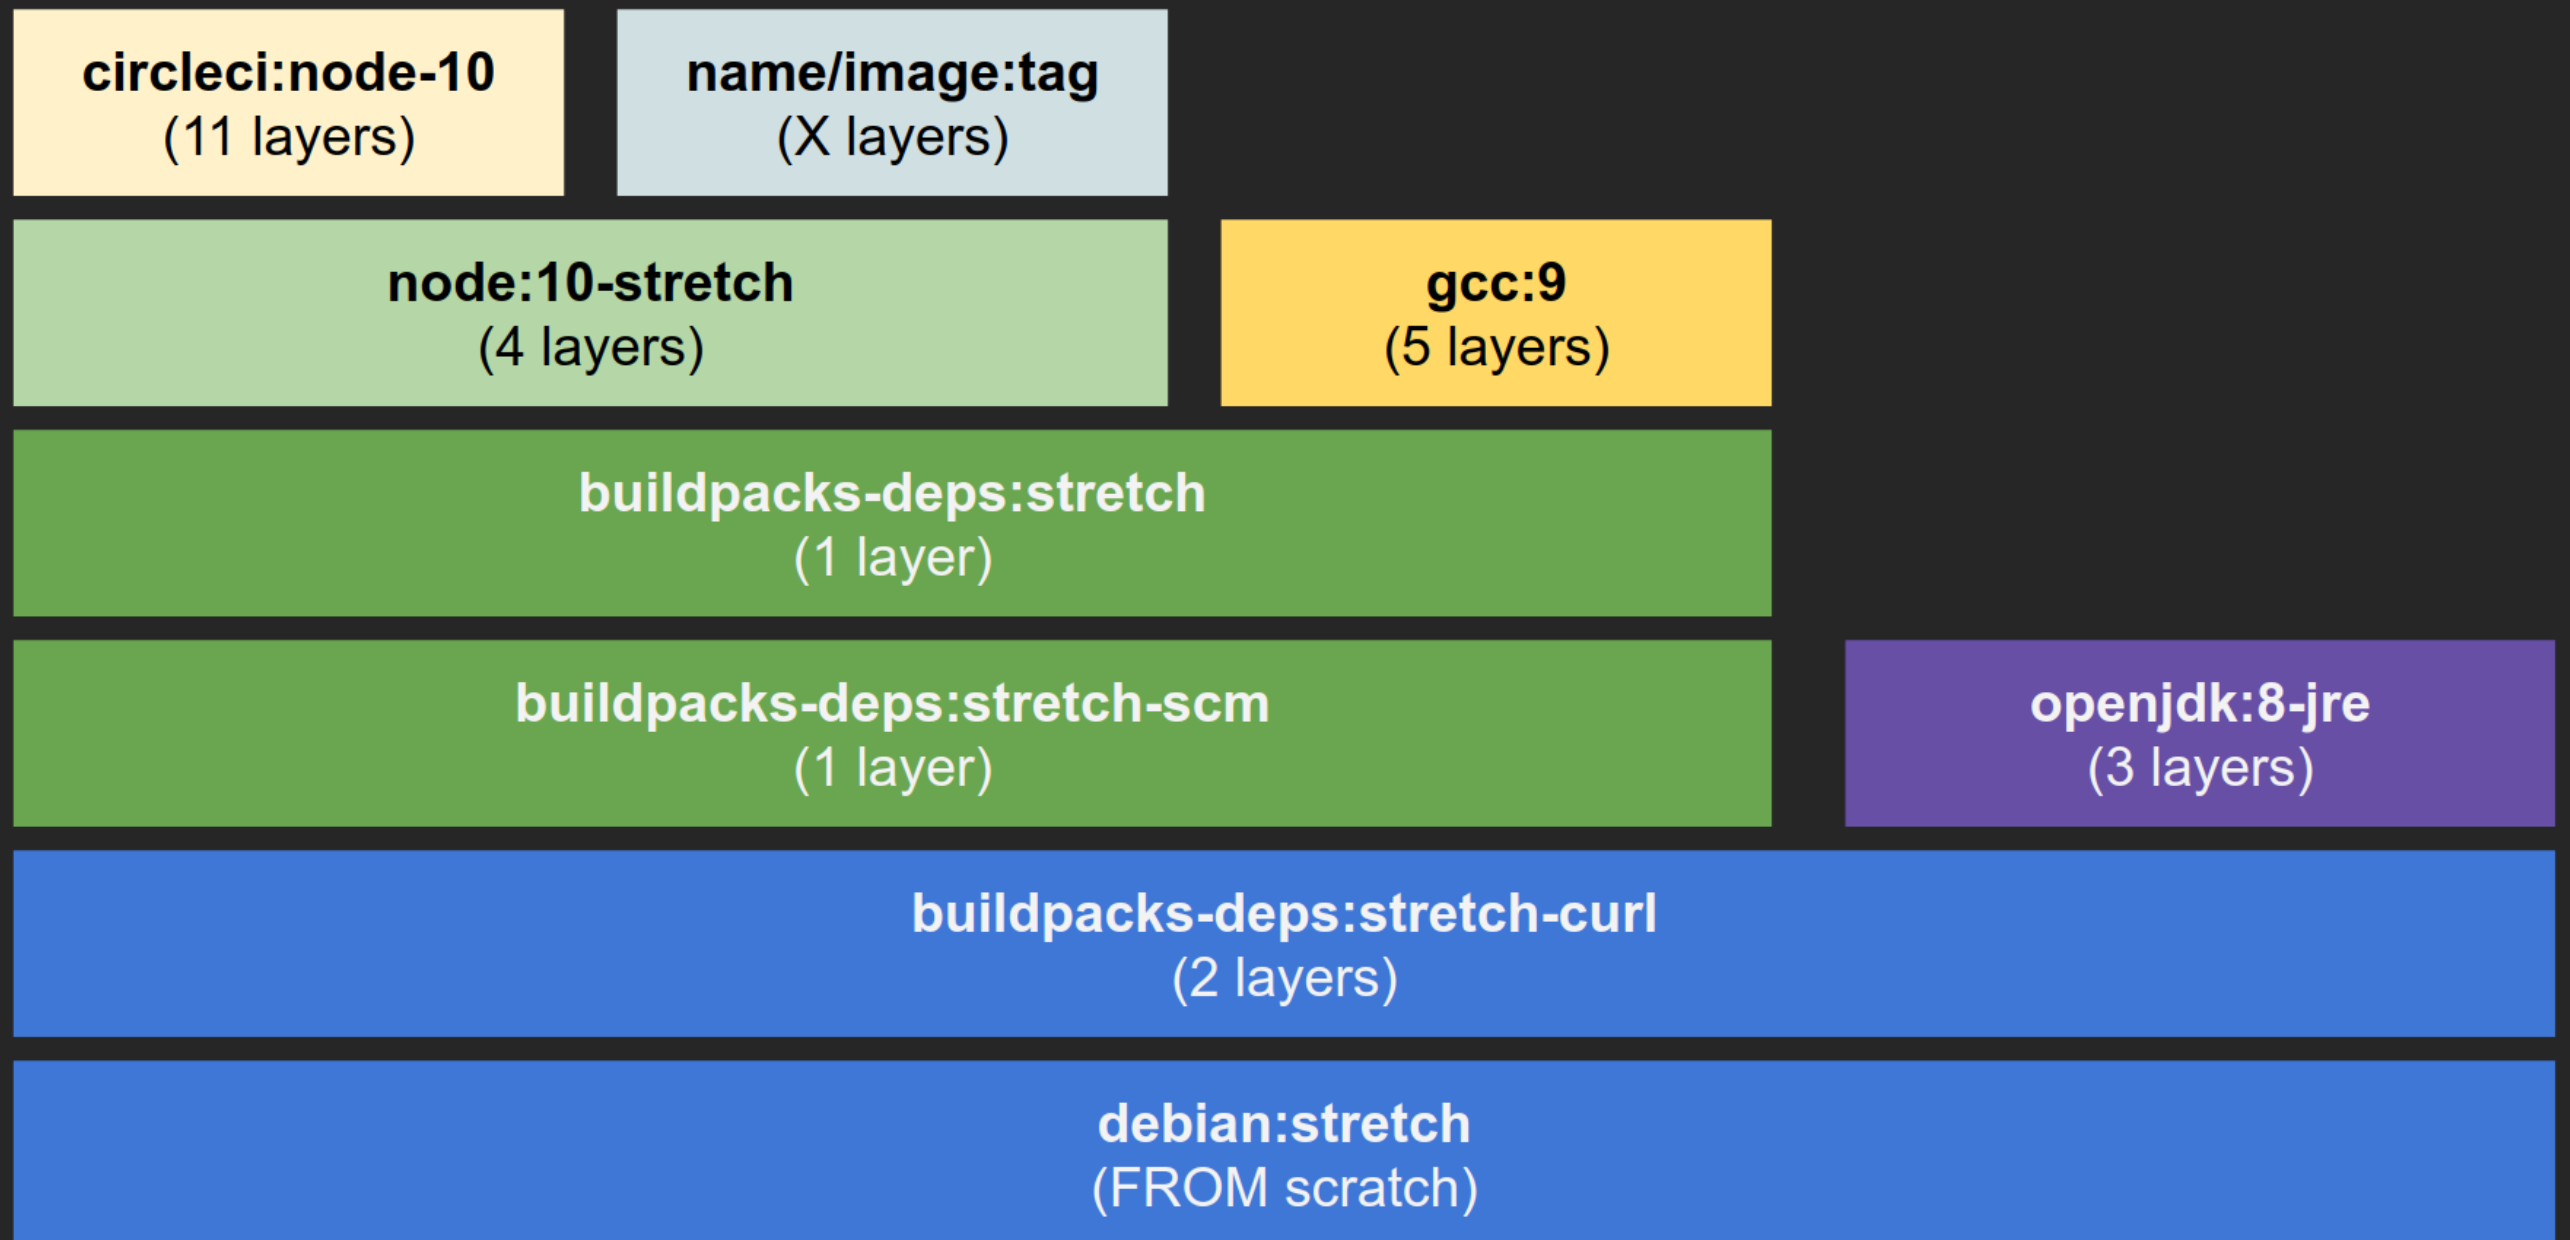 circleci:node-10
(11 layers)
name/image:tag
(X layers)
node:10-stretch
(4 layers)
gcc:9
(5 layers)
buildpacks-deps:stretch
(1 layer)
buildpacks-deps:stretch-scm
(1 layer)
openjdk:8-jre
(3 layers)
buildpacks-deps:stretch-curl
(2 layers)
debian:stretch
(FROM scratch)